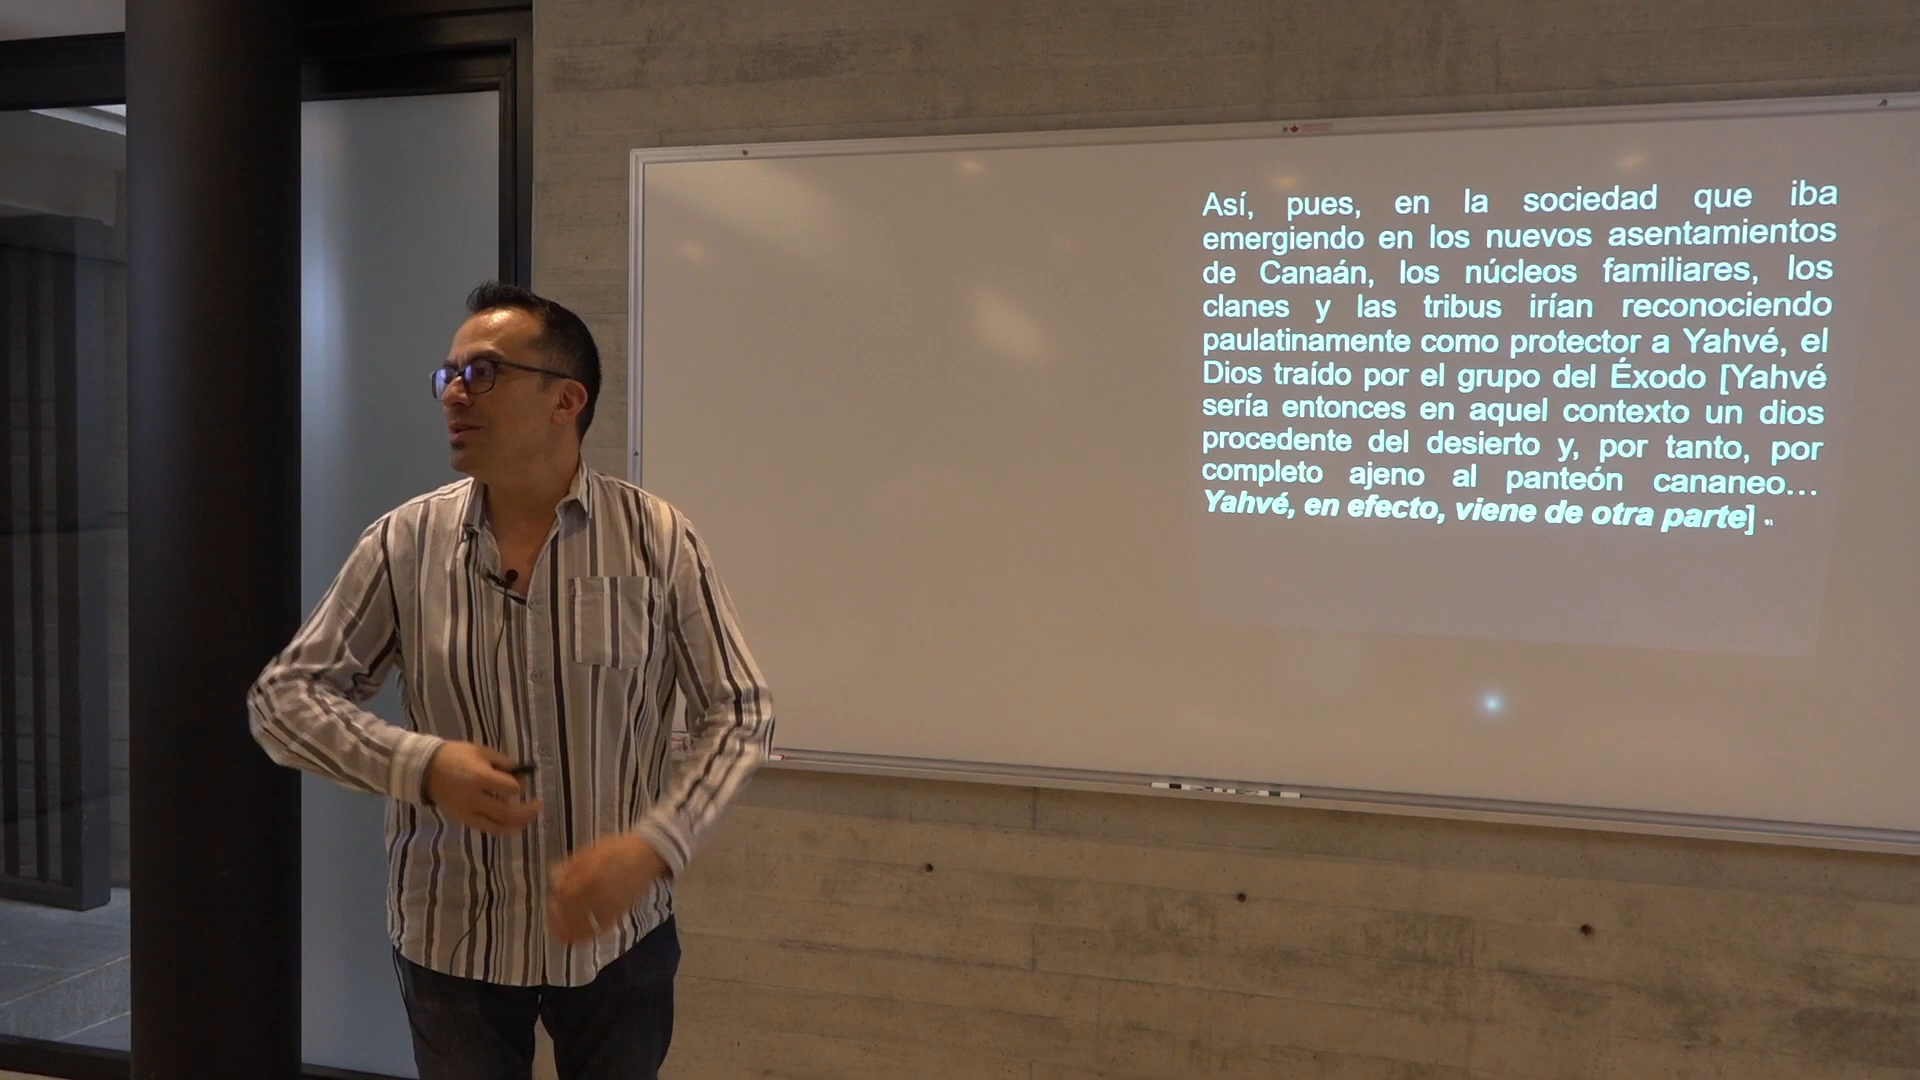 Así, pues, en la sociedad que iba
emergiendo en los nuevos asentamientos
de Canaán, los núcleos familiares, los
clanes y las tribus irían reconociendo
paulatinamente como protector a Yahvé, el
Dios traído por el grupo del Éxodo [Yahvé
sería entonces en aquel contexto un dios
procedente del desierto y, por tanto, por
completo ajeno al panteón cananeo…
Yahvé, en efecto, viene de otra parte]